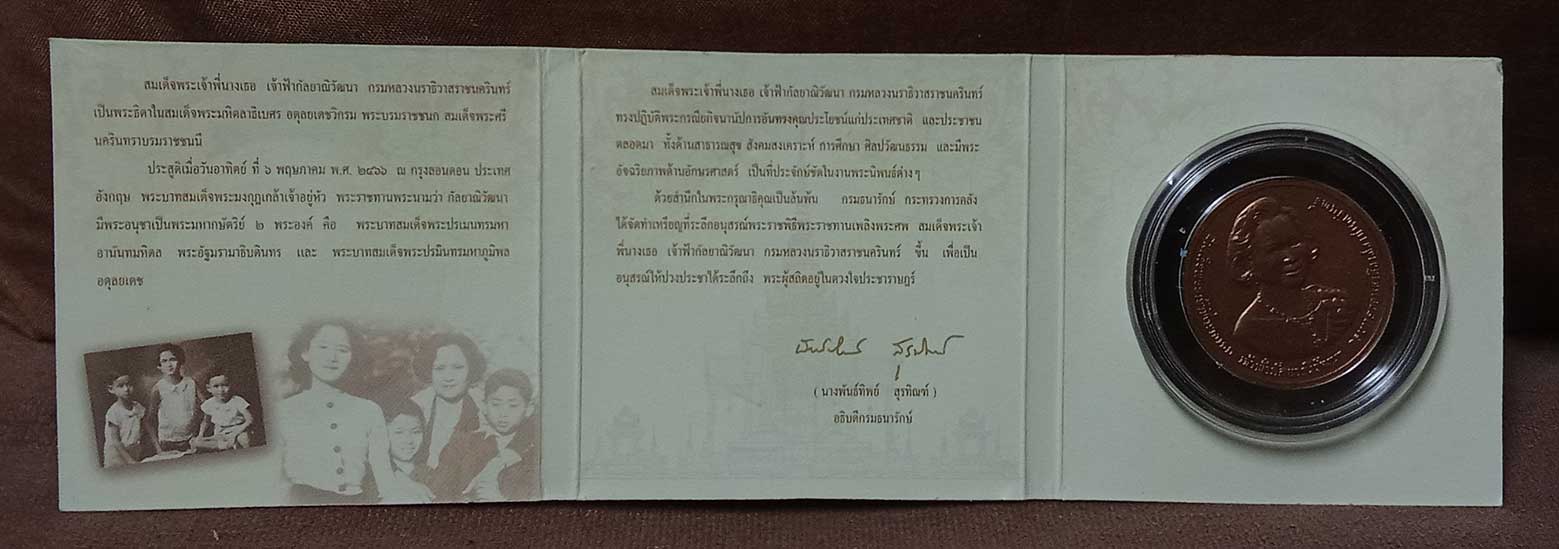 สมเด็จพระเจ้าพี่นางเธอ เจ้าฟ้ากัลยาณิวัฒนา กรมหลวงนราธิวาสราชนครินทร์
เป็นพระธิดาในสมเด็จพระมหิตลาธิเบศร อดุลยเดชวิกรม พระบรมราชชนก สมเด็จพระศรี
นครินทราบรมราชชนนี
ประสูติเมื่อวันอาทิตย์ ที่ ๖ พฤษภาคม พ.ศ. ๒๔๖๖ ณ กรุงลอนดอน ประเทศ
อังกฤษ พระบาทสมเด็จพระมงกุฎเกล้าเจ้าอยู่หัว พระราชทานพระนามว่า กัลยาณิวัฒนา
มีพระอนุชาเป็นพระมหากษัตริย์ ๒ พระองค์ คือ พระบาทสมเด็จพระปรเมนทรมหา
อานันทมหิดล พระอัฐมรามาธิบดินทร และ พระบาทสมเด็จพระปรมินทรมหาภูมิพล
อดุลยเดช
สมเด็จพระเจ้าพี่นางเธอ เจ้าฟ้ากัลยาณิวัฒนา กรมหลวงนราธิวาสราชนครินทร์
ทรงปฏิบัติพระกรณียกิจนานัปการอันทรงคุณประโยชน์แก่ประเทศชาติ และประชาชน
ตลอดมา ทั้งด้านสาธารณสุข สังคมสงเคราะห์ การศึกษา ศิลปวัฒนธรรม และมีพระ
อัจฉริยภาพด้านอักษรศาสตร์ เป็นที่ประจักษ์ชัดในงานพระนิพนธ์ต่างๆ
ด้วยสำนึกในพระกรุณาธิคุณเป็นล้นพ้น กรมธนารักษ์ กระทรวงการคลัง
ได้จัดทำเหรียญที่ระลึกอนุสรณ์พระราชพิธีพระราชทานเพลิงพระศพ สมเด็จพระเจ้า
พี่นางเธอ เจ้าฟ้ากัลยาณิวัฒนา กรมหลวงนราธิวาสราชนครินทร์ ขึ้น เพื่อเป็น
อนุสรณ์ให้ปวงประชาได้ระลึกถึง พระผู้สถิตอยู่ในดวงใจประชาราษฎร์
( นางพันธ์ทิพย์ สุรทิณฑ์ )
อธิบดีกรมธนารักษ์